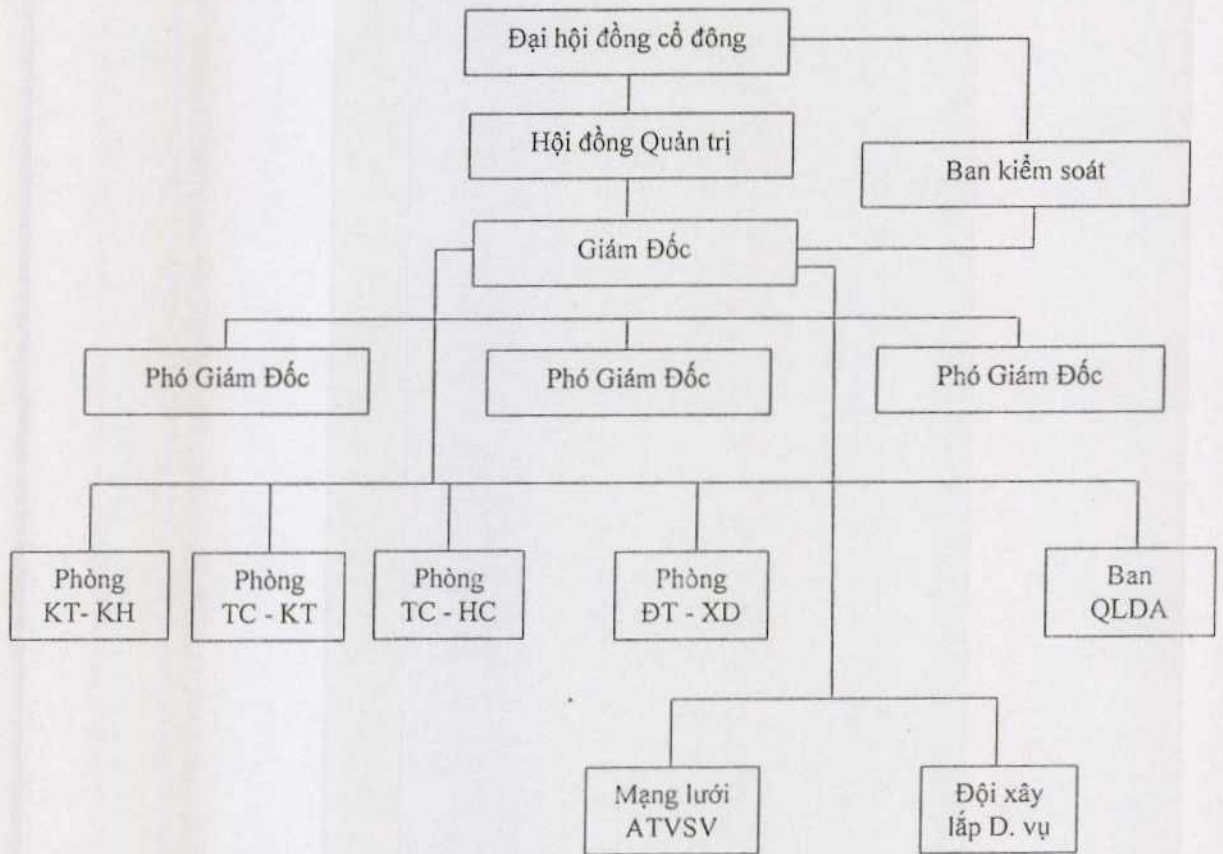 Đại hội đồng cổ đông
Hội đồng Quản trị
Ban kiểm soát
Giám Đốc
Phó Giám Đốc
Phó Giám Đốc
Phó Giám Đốc
Phòng
KT- KH
Phòng
TC - KT
Phòng
TC - HC
Phòng
ĐT - XD
Ban
QLDA
Mạng lưới
ATVSV
Đội xây
lắp D. vụ